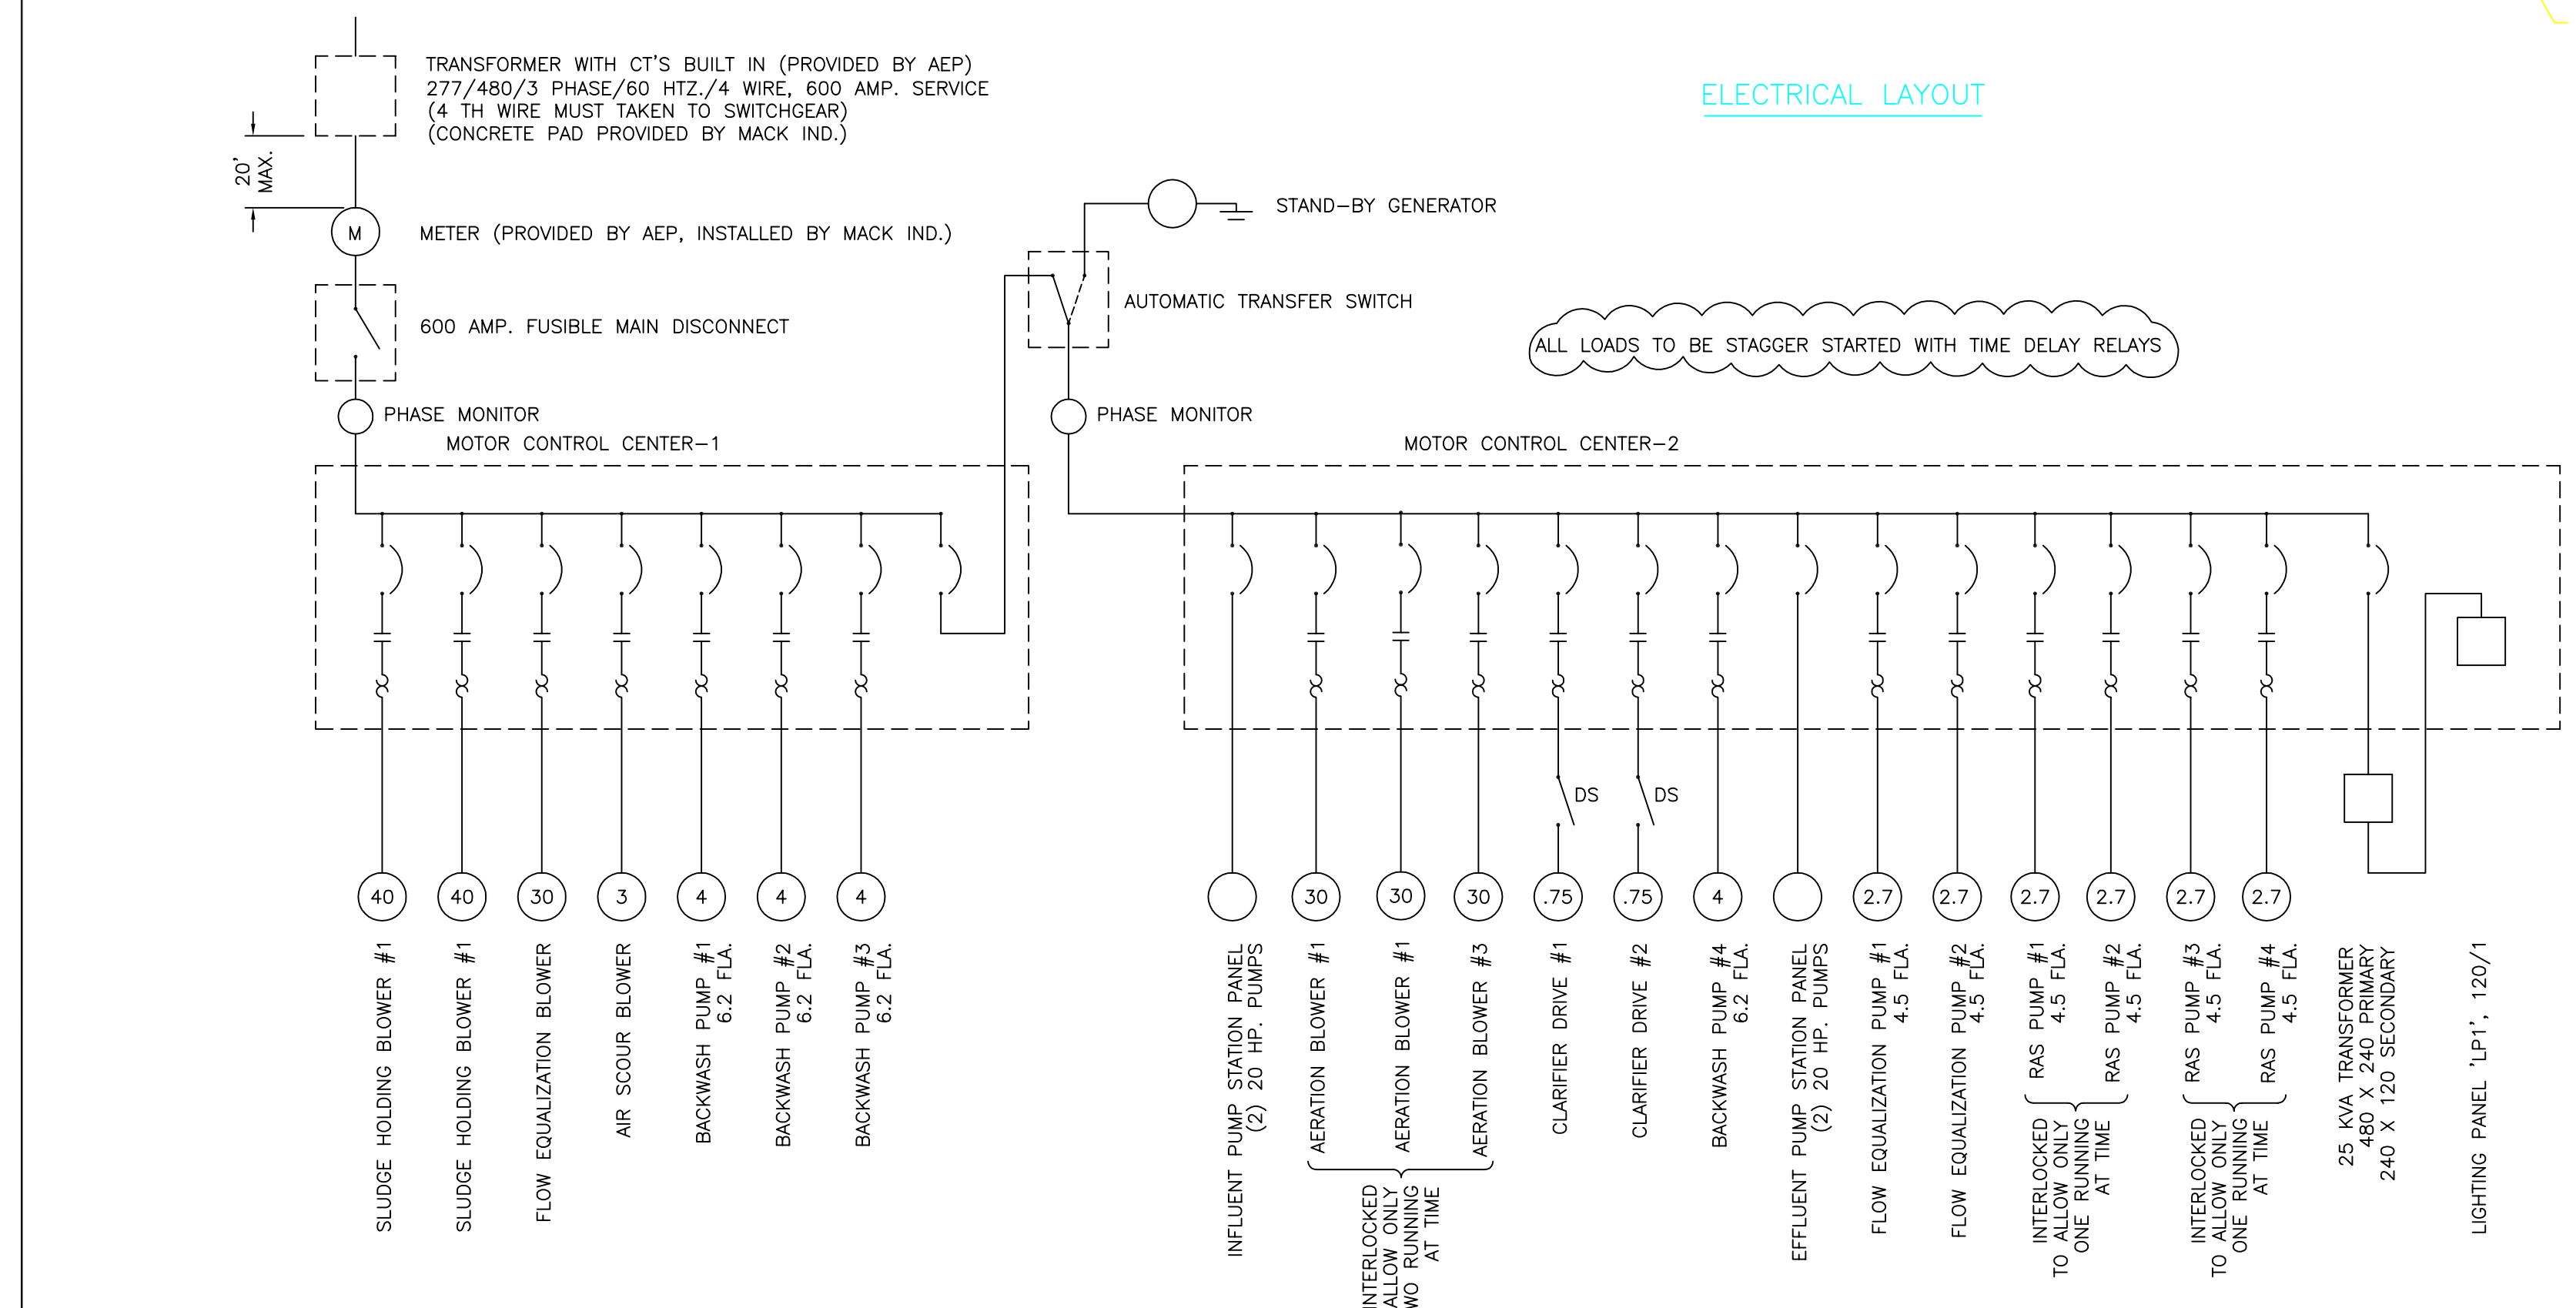 TRANSFORMER WITH CT'S BUILT IN (PROVIDED BY AEP)
277/480/3 PHASE/60 HTZ./4 WIRE, 600 AMP. SERVICE
(4 TH WIRE MUST TAKEN TO SWITCHGEAR)
(CONCRETE PAD PROVIDED BY MACK IND.)
ELECTRICAL LAYOUT
20'
MAX.
M
METER (PROVIDED BY AEP, INSTALLED BY MACK IND.)
STAND-BY GENERATOR
AUTOMATIC TRANSFER SWITCH
600 AMP. FUSIBLE MAIN DISCONNECT
ALL LOADS TO BE STAGGER STARTED WITH TIME DELAY RELAYS
PHASE MONITOR
PHASE MONITOR
MOTOR CONTROL CENTER-1
MOTOR CONTROL CENTER-2
DS
DS
40
40
30
3
4
4
4
30
30
30
.75
.75
4
2.7
2.7
2.7
2.7
2.7
2.7
SLUDGE HOLDING BLOWER #1
SLUDGE HOLDING BLOWER #1
FLOW EQUALIZATION BLOWER
AIR SCOUR BLOWER
BACKWASH PUMP #1
6.2 FLA.
BACKWASH PUMP #2
6.2 FLA.
BACKWASH PUMP #3
6.2 FLA.
INFLUENT PUMP STATION PANEL
(2) 20 HP. PUMPS
AERATION BLOWER #1
AERATION BLOWER #1
AERATION BLOWER #3
INTERLOCKED
ALLOW ONLY
WO RUNNING
AT TIME
CLARIFIER DRIVE #1
CLARIFIER DRIVE #2
BACKWASH PUMP #4
6.2 FLA.
EFFLUENT PUMP STATION PANEL
(2) 20 HP. PUMPS
FLOW EQUALIZATION PUMP #1
4.5 FLA.
FLOW EQUALIZATION PUMP #2
4.5 FLA.
RAS PUMP #1
4.5 FLA.
RAS PUMP #2
4.5 FLA.
INTERLOCKED
TO ALLOW ONLY
ONE RUNNING
AT TIME
RAS PUMP #3
4.5 FLA.
RAS PUMP #4
4.5 FLA.
INTERLOCKED
TO ALLOW ONLY
ONE RUNNING
AT TIME
25 KVA TRANSFORMER
480 X 240 PRIMARY
240 X 120 SECONDARY
LIGHTING PANEL 'LP1', 120/1